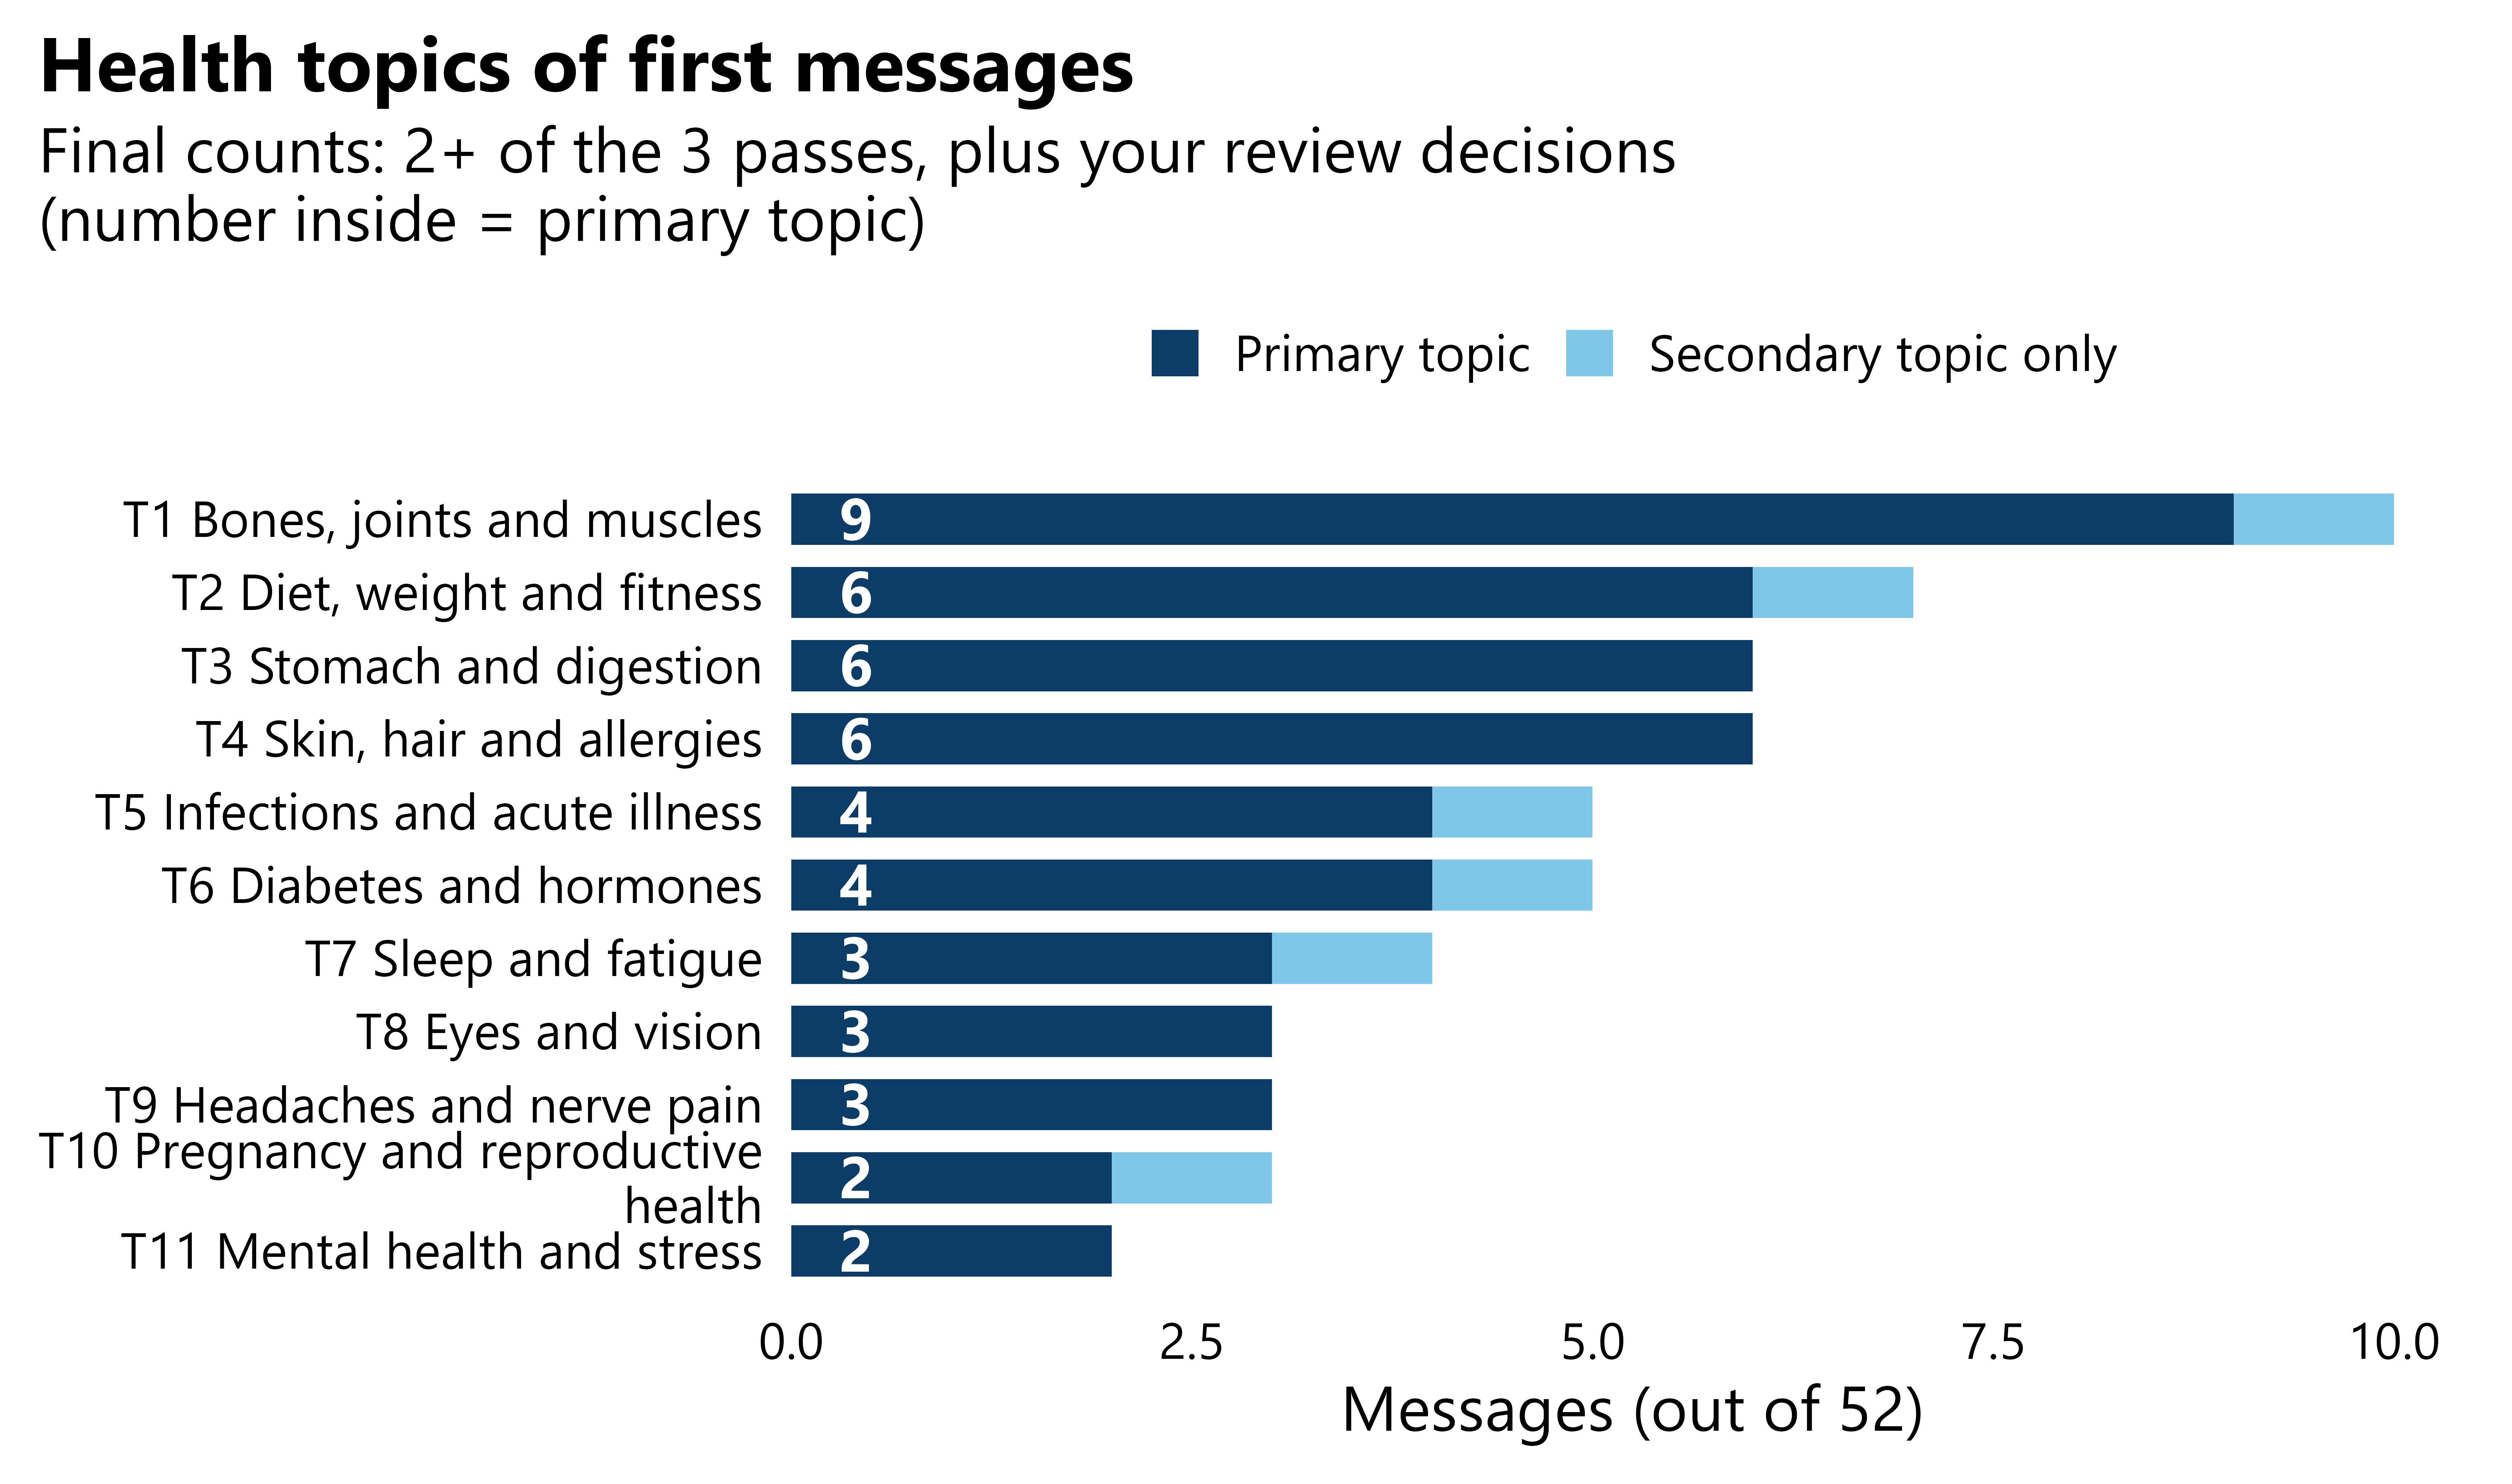 Health topics of first messages
Final counts: 2+ of the 3 passes, plus your review decisions
(number inside = primary topic)
Primary topic Secondary topic only
T1 Bones, joints and muscles 9
T2 Diet, weight and fitness 6
T3 Stomach and digestion 6
T4 Skin, hair and allergies 6
T5 Infections and acute illness 4
T6 Diabetes and hormones 4
T7 Sleep and fatigue 3
T8 Eyes and vision 3
T9 Headaches and nerve pain 3
T10 Pregnancy and reproductive
health 2
T11 Mental health and stress 2
0.0 2.5 5.0 7.5 10.0
Messages (out of 52)